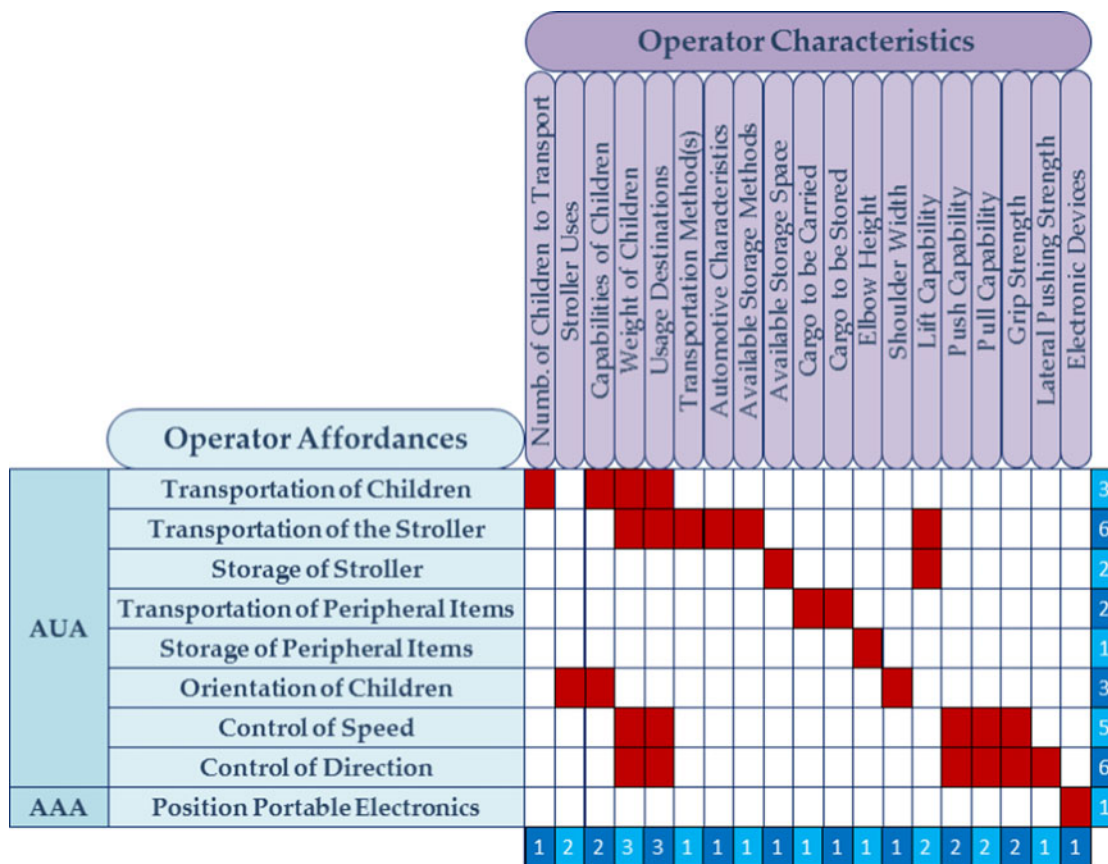 Operator Characteristics
Numb. of Children to Transport
Stroller Uses
Capabilities of Children
Weight of Children
Usage Destinations
Transportation Method(s)
Automotive Characteristics
Available Storage Methods
Available Storage Space
Cargo to be Carried
Cargo to be Stored
Elbow Height
Shoulder Width
Lift Capability
Push Capability
Pull Capability
Grip Strength
Lateral Pushing Strength
Electronic Devices
Operator Affordances
AUA
Transportation of Children 3
Transportation of the Stroller 6
Storage of Stroller 2
Transportation of Peripheral Items 2
Storage of Peripheral Items 1
Orientation of Children 3
Control of Speed 5
Control of Direction 6
AAA Position Portable Electronics 1
1 2 2 3 3 1 1 1 1 1 1 1 1 2 2 2 2 1 1